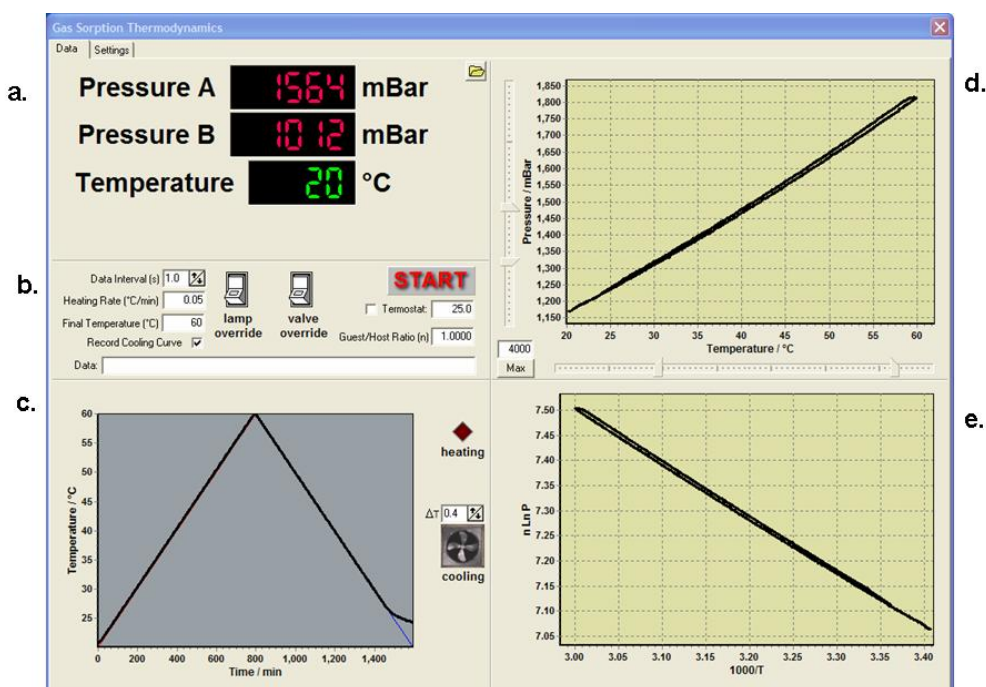 Gas Sorption Thermodynamics
Data Settings
a.
Pressure A 1564 mBar
Pressure B 1012 mBar
Temperature 20 °C
b.
Data Interval (s) 1.0
Heating Rate (°C/min) 0.05
Final Temperature (°C) 60
Record Cooling Curve
lamp override
valve override
START
Termostat: 25.0
Guest/Host Ratio (n) 1.0000
Data:
c.
60
55
50
45
40
35
30
25
Temperature / °C
0 200 400 600 800 1,000 1,200 1,400
Time / min
heating
ΔT 0.4
cooling
d.
1,850
1,800
1,750
1,700
1,650
1,600
1,550
1,500
1,450
1,400
1,350
1,300
1,250
1,200
1,150
Pressure / mBar
20 25 30 35 40 45 50 55 60
Temperature / °C
4000
Max
e.
7.50
7.45
7.40
7.35
7.30
7.25
7.20
7.15
7.10
7.05
n Ln P
3.00 3.05 3.10 3.15 3.20 3.25 3.30 3.35 3.40
1000/T